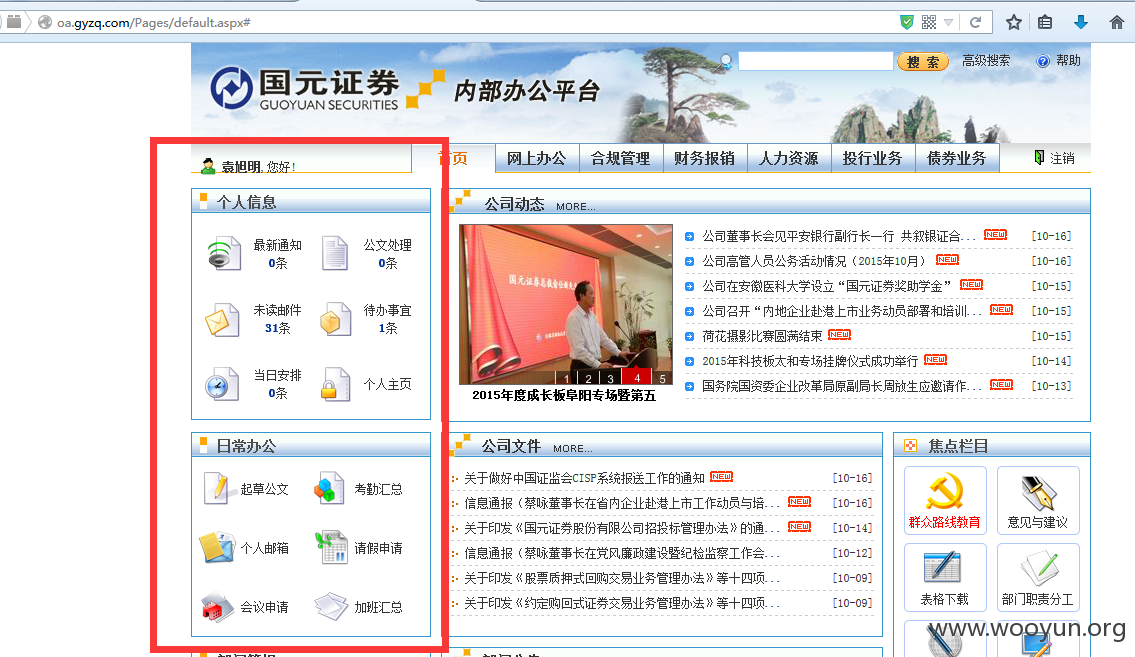 oa.gyzq.com/Pages/default.aspx#
国元证券
GUOYUAN SECURITIES
内部办公平台
搜 索
高级搜索
帮助
袁旭明, 您好!
首页
网上办公
合规管理
财务报销
人力资源
投行业务
债券业务
注销
个人信息
最新通知
0条
公文处理
0条
未读邮件
31条
待办事宜
1条
当日安排
0条
个人主页
公司动态 MORE...
1 2 3 4 5
2015年度成长板阜阳专场暨第五
公司董事长会见平安银行副行长一行 共叙银证合... NEW [10-16]
公司高管人员公务活动情况（2015年10月） NEW [10-16]
公司在安徽医科大学设立“国元证券奖助学金” NEW [10-15]
公司召开“内地企业赴港上市业务动员部署和培训... NEW [10-15]
荷花摄影比赛圆满结束 NEW [10-15]
2015年科技板太和专场挂牌仪式成功举行 NEW [10-14]
国务院国资委企业改革局原副局长周放生应邀请作... NEW [10-13]
日常办公
起草公文
考勤汇总
个人邮箱
请假申请
会议申请
加班汇总
公司文件 MORE...
关于做好中国证监会CISP系统报送工作的通知 NEW [10-16]
信息通报（蔡咏董事长在省内企业赴港上市工作动员与培... NEW [10-16]
关于印发《国元证券股份有限公司招投标管理办法》的通... NEW [10-14]
信息通报（蔡咏董事长在党风廉政建设暨纪检监察工作会... [10-12]
关于印发《股票质押式回购交易业务管理办法》等十四项... [10-09]
关于印发《约定购回式证券交易业务管理办法》等十四项... [10-09]
焦点栏目
群众路线教育
意见与建议
表格下载
部门职责分工
www.wooyun.org